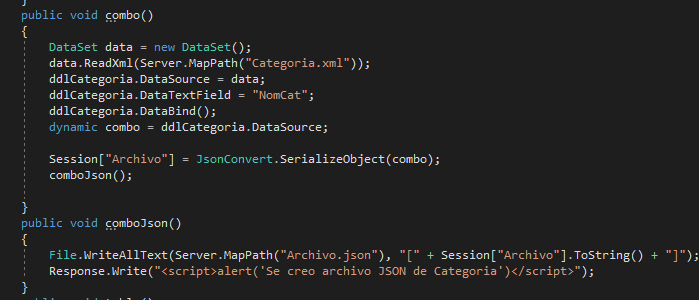 public void combo()
{
DataSet data = new DataSet();
data.ReadXml(Server.MapPath("Categoria.xml"));
ddlCategoria.DataSource = data;
ddlCategoria.DataTextField = "NomCat";
ddlCategoria.DataBind();
dynamic combo = ddlCategoria.DataSource;
Session["Archivo"] = JsonConvert.SerializeObject(combo);
comboJson();
}
public void comboJson()
{
File.WriteAllText(Server.MapPath("Archivo.json"), "[" + Session["Archivo"].ToString() + "]");
Response.Write("<script>alert('Se creo archivo JSON de Categoria')</script>");
}